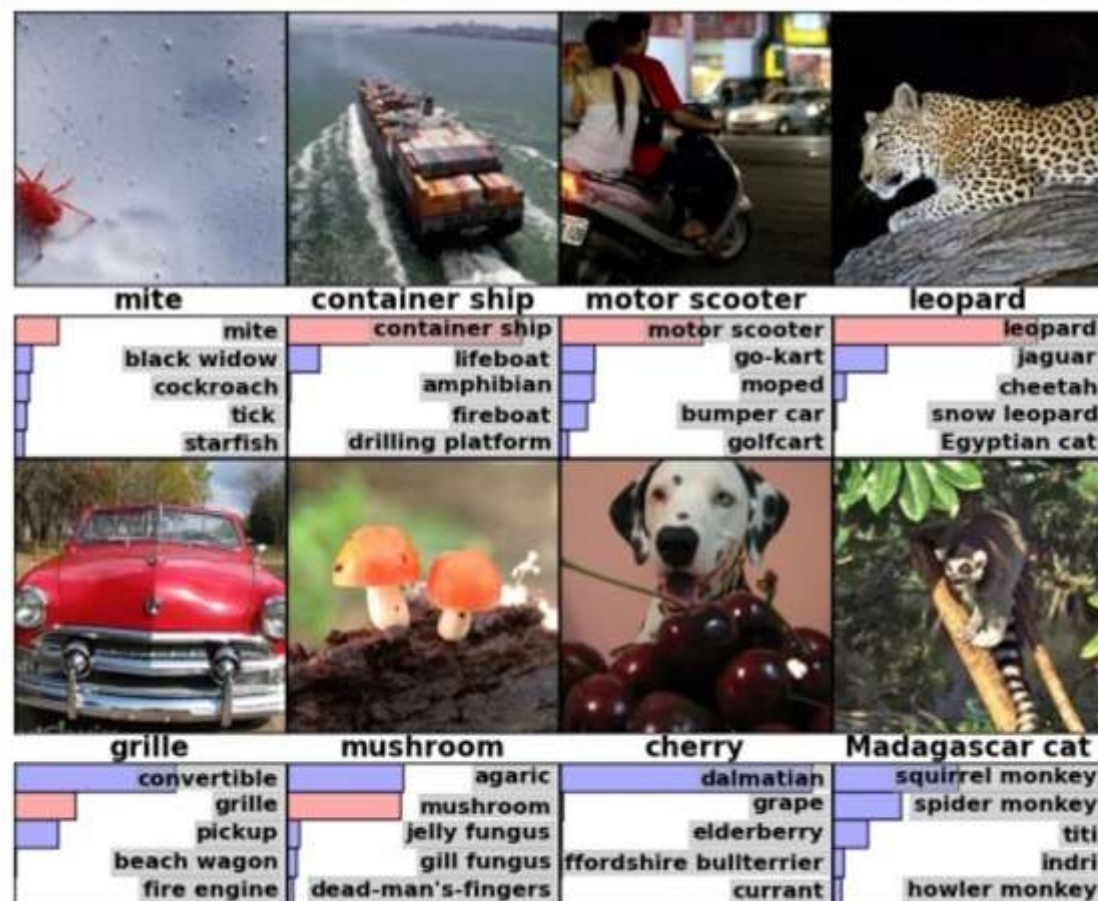 mite
container ship
motor scooter
leopard
mite
black widow
cockroach
tick
starfish
container ship
lifeboat
amphibian
fireboat
drilling platform
motor scooter
go-kart
moped
bumper car
golfcart
leopard
jaguar
cheetah
snow leopard
Egyptian cat
grille
mushroom
cherry
Madagascar cat
convertible
grille
pickup
beach wagon
fire engine
agaric
mushroom
jelly fungus
gill fungus
dead-man's-fingers
dalmatian
grape
elderberry
ffordshire bullterrier
currant
squirrel monkey
spider monkey
titi
indri
howler monkey